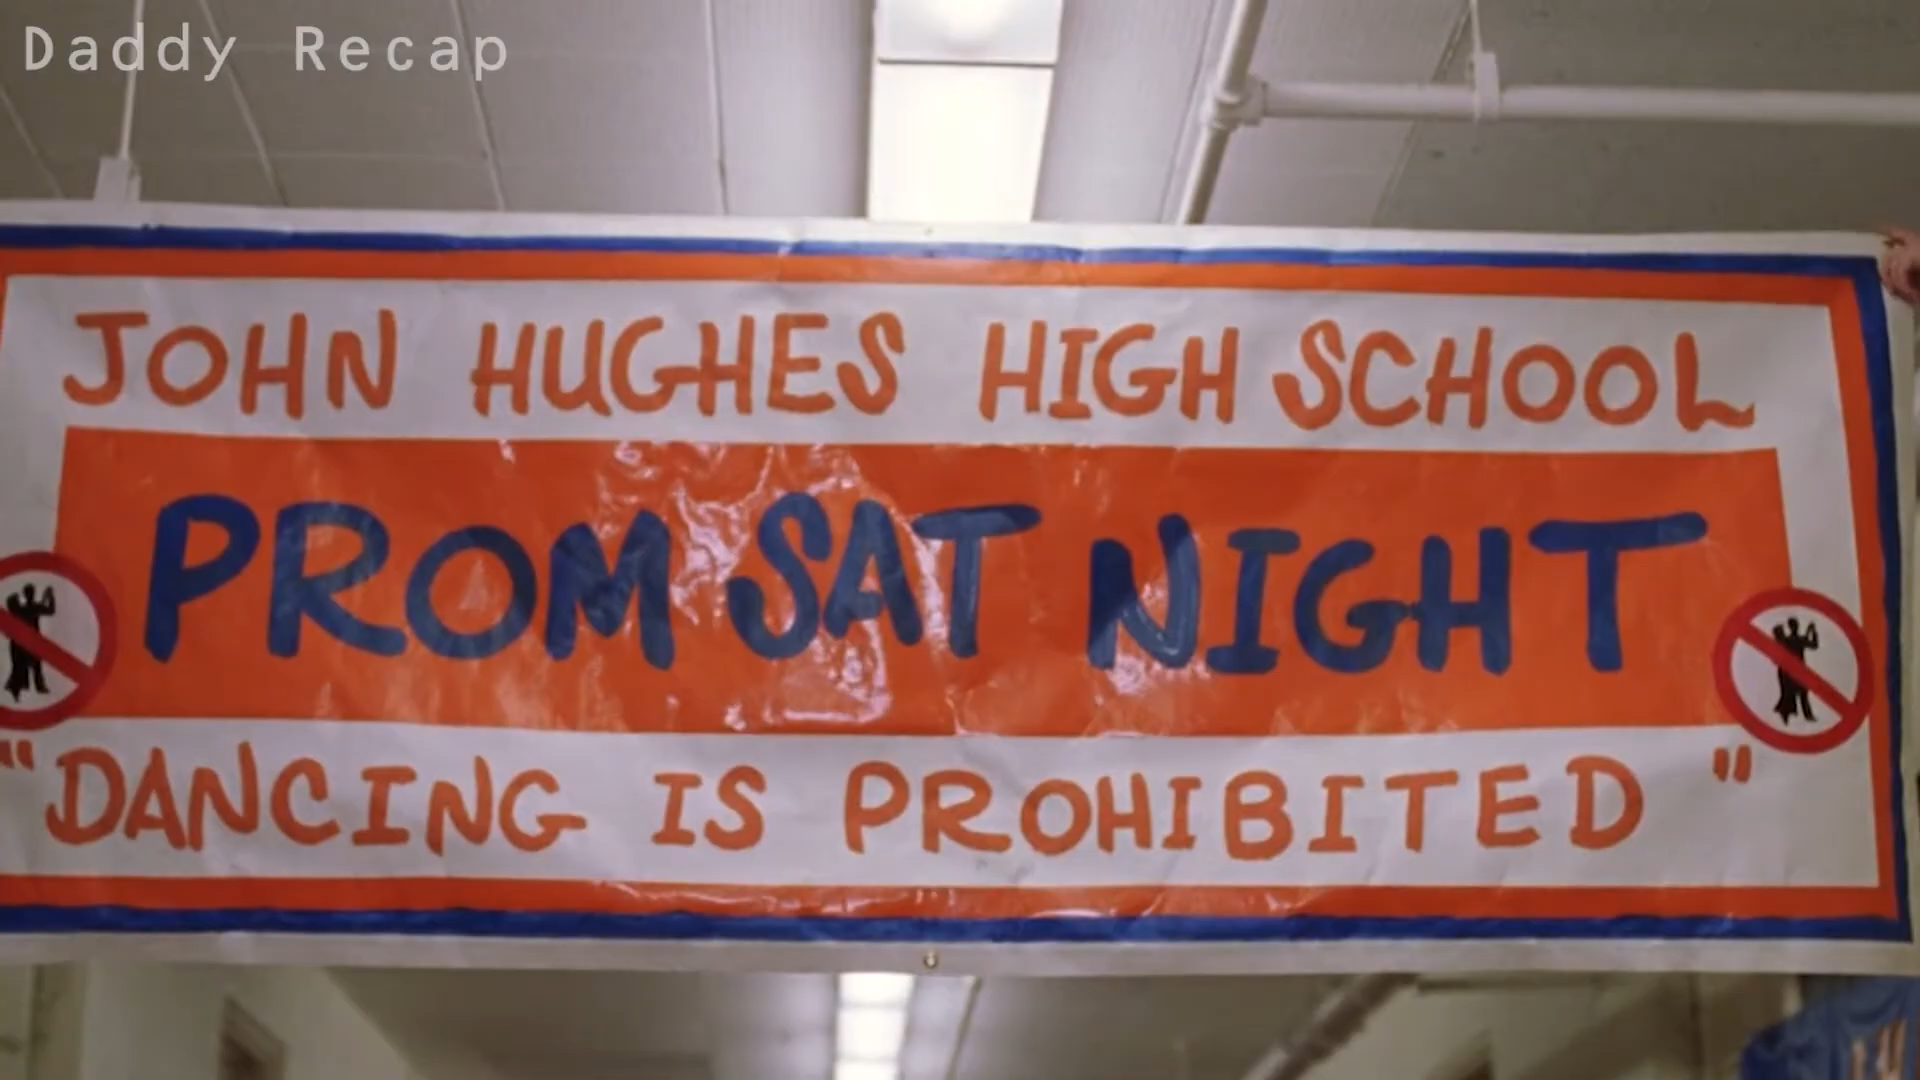 Daddy Recap
JOHN HUGHES HIGH SCHOOL
PROM SAT NIGHT
"DANCING IS PROHIBITED"